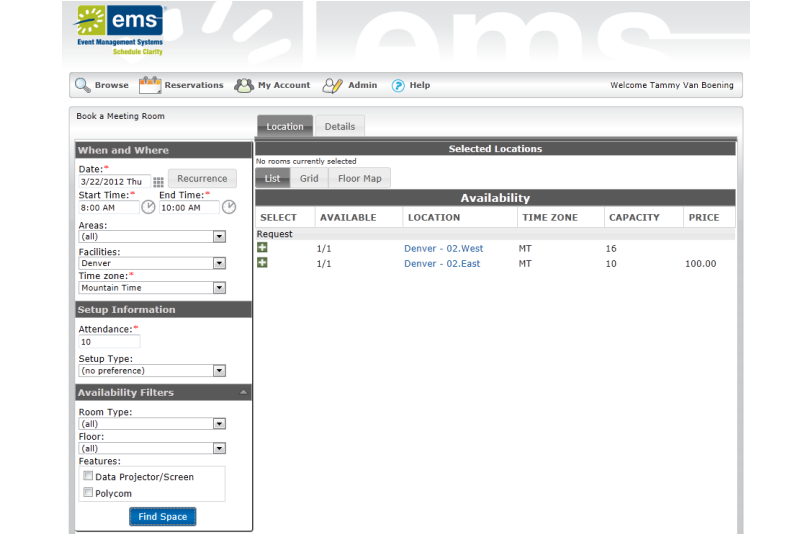 ems
Event Management Systems
Schedule Clarity
Browse Reservations My Account Admin Help Welcome Tammy Van Boening
Book a Meeting Room
Location Details
When and Where
Date:*
3/22/2012 Thu Recurrence
Start Time:* End Time:*
8:00 AM 10:00 AM
Areas:
(all)
Facilities:
Denver
Time zone:*
Mountain Time
Setup Information
Attendance:*
10
Setup Type:
(no preference)
Availability Filters
Room Type:
(all)
Floor:
(all)
Features:
Data Projector/Screen
Polycom
Find Space
Selected Locations
No rooms currently selected
List Grid Floor Map
Availability
SELECT AVAILABLE LOCATION TIME ZONE CAPACITY PRICE
Request
1/1 Denver - 02.West MT 16
1/1 Denver - 02.East MT 10 100.00